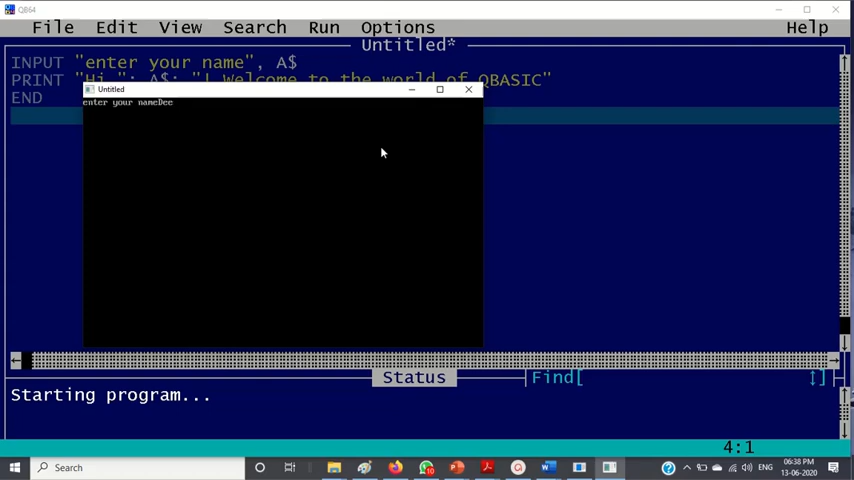 QB64
File Edit View Search Run Options Help
Untitled*
INPUT "enter your name", A$
PRINT "Hi "; A$; "! Welcome to the world of QBASIC"
END
Untitled
enter your nameDee
Status
Find[
Starting program...
4:1
Search
10
ENG
06:38 PM
13-06-2020